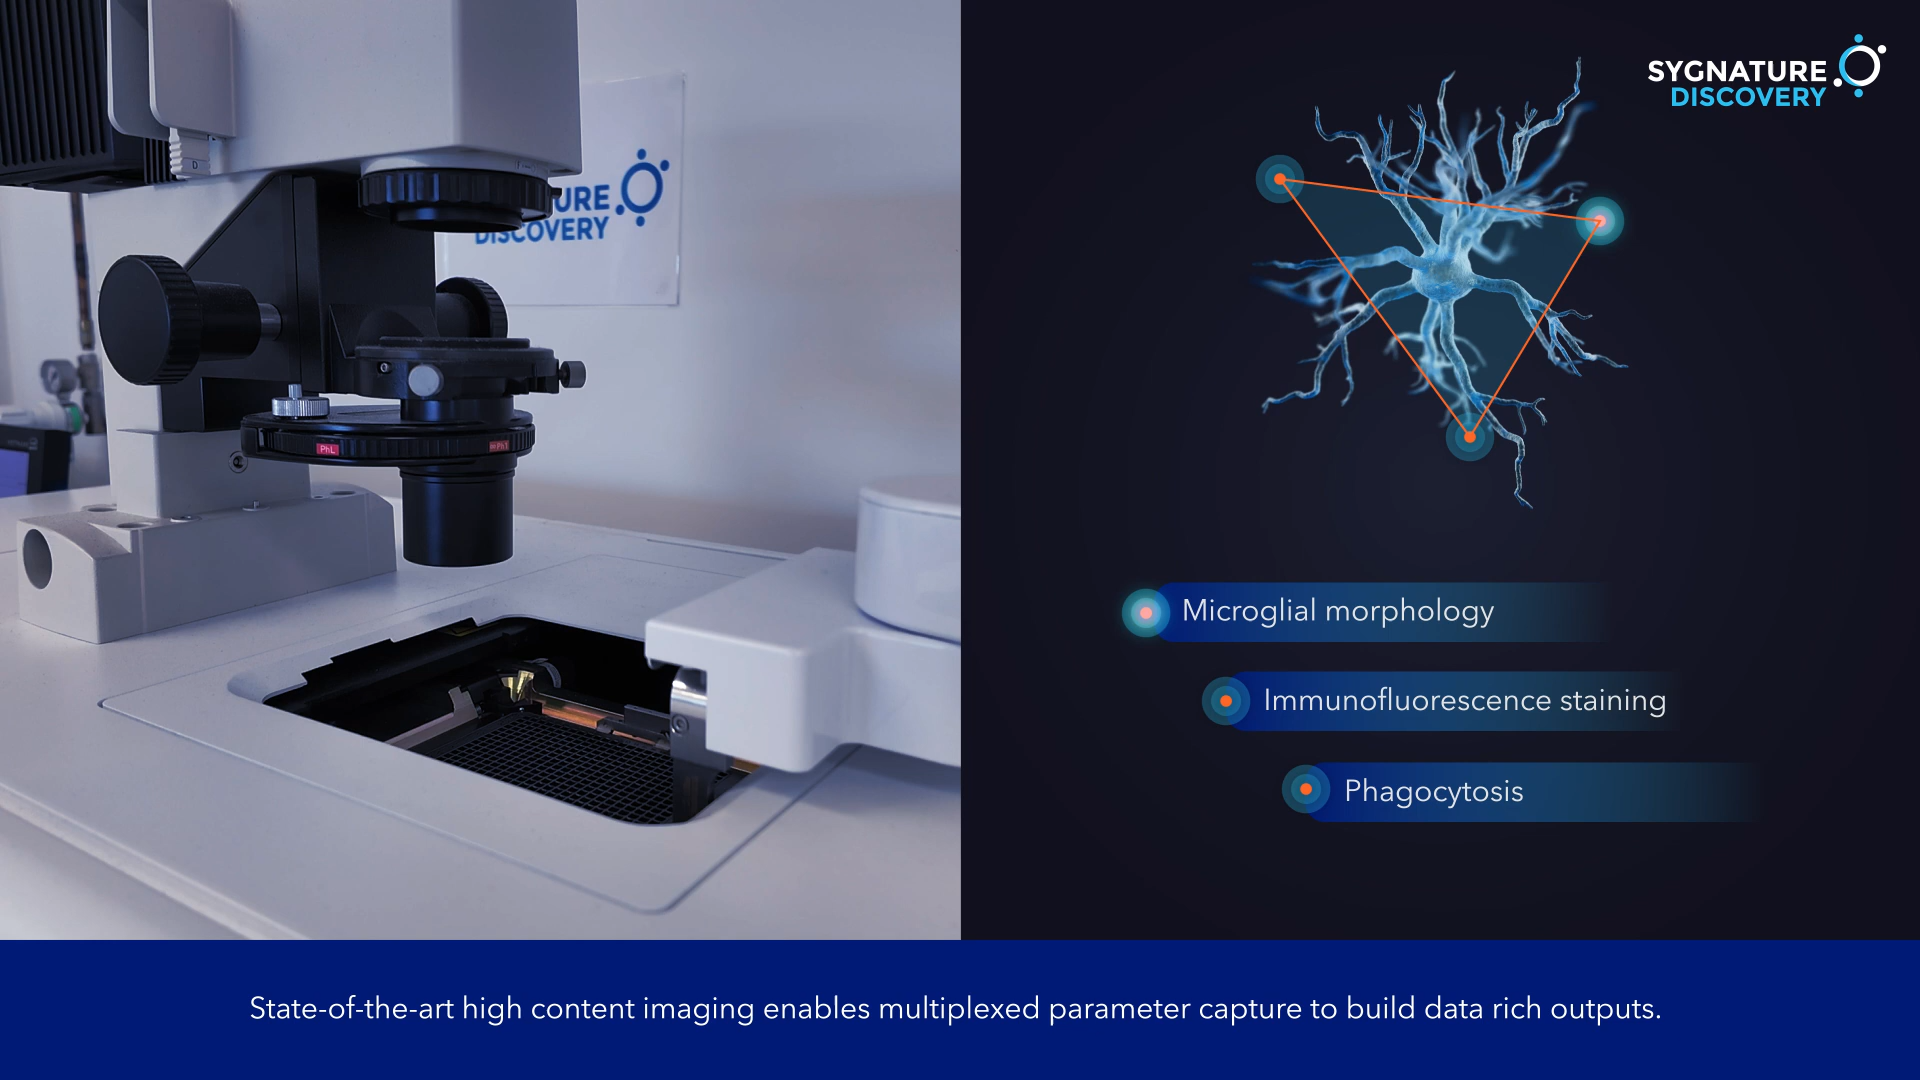 SYGNATURE
DISCOVERY
URE
DISCOVERY
PhL
Ph1
Microglial morphology
Immunofluorescence staining
Phagocytosis
State-of-the-art high content imaging enables multiplexed parameter capture to build data rich outputs.